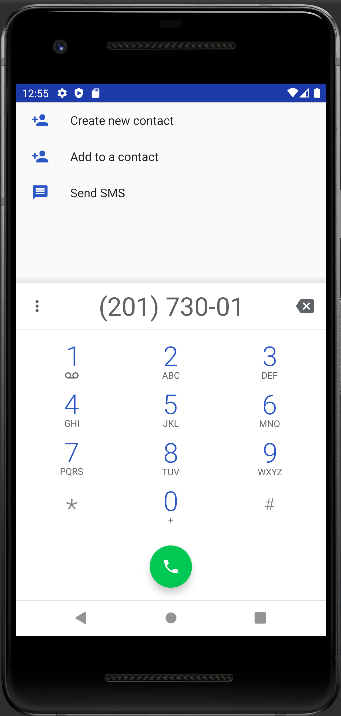 12:55
Create new contact
Add to a contact
Send SMS
(201) 730-01
1 2 3
ABC DEF
4 5 6
GHI JKL MNO
7 8 9
PQRS TUV WXYZ
* 0 #
+